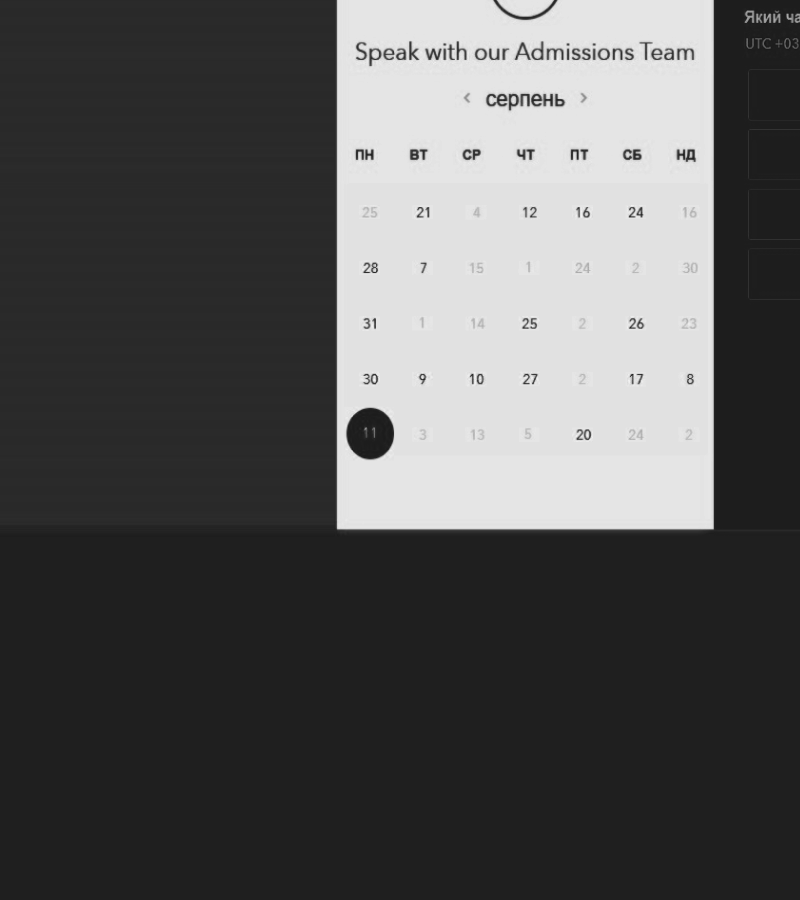 Який
UTC +03
Speak with our Admissions Team
< серпень >
ПН ВТ СР ЧТ ПТ СБ НД
25 21 4 12 16 24 16
28 7 15 1 24 2 30
31 1 14 25 2 26 23
30 9 10 27 2 17 8
11 3 13 5 20 24 2